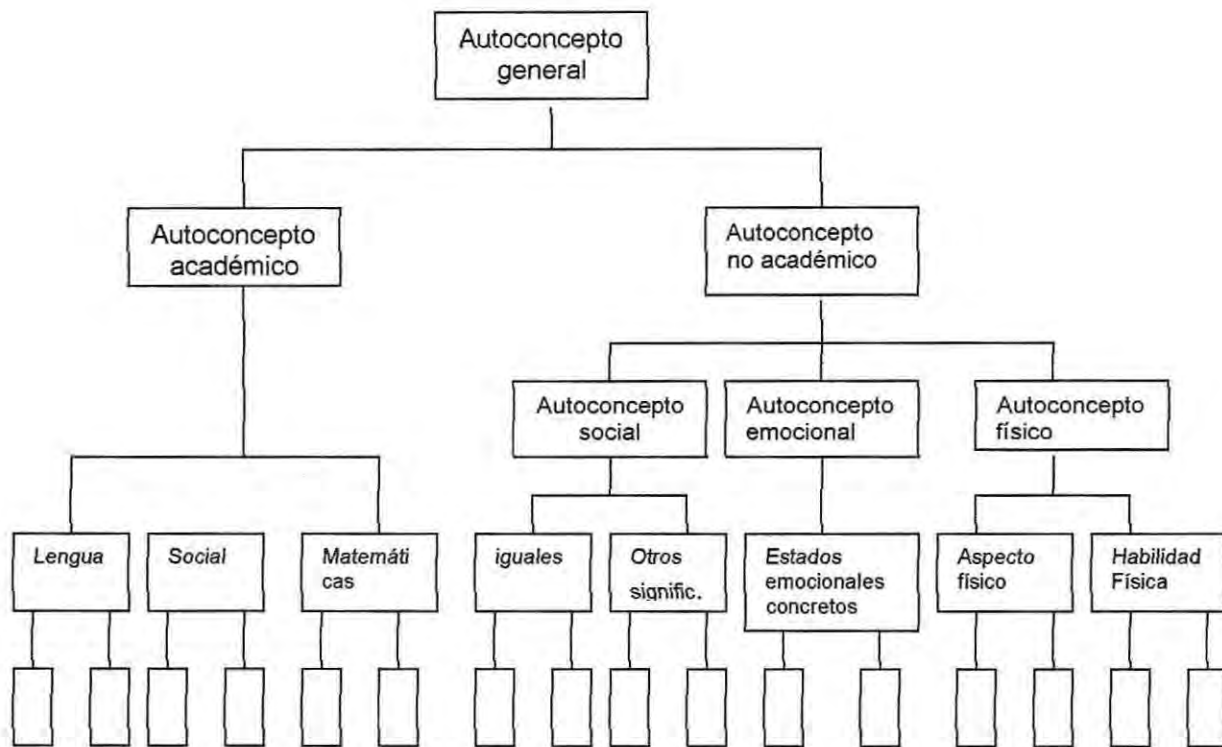 Autoconcepto
general
Autoconcepto
académico
Autoconcepto
no académico
Autoconcepto
social
Autoconcepto
emocional
Autoconcepto
físico
Lengua
Social
Matemáti
cas
iguales
Otros
signific.
Estados
emocionales
concretos
Aspecto
físico
Habilidad
Física